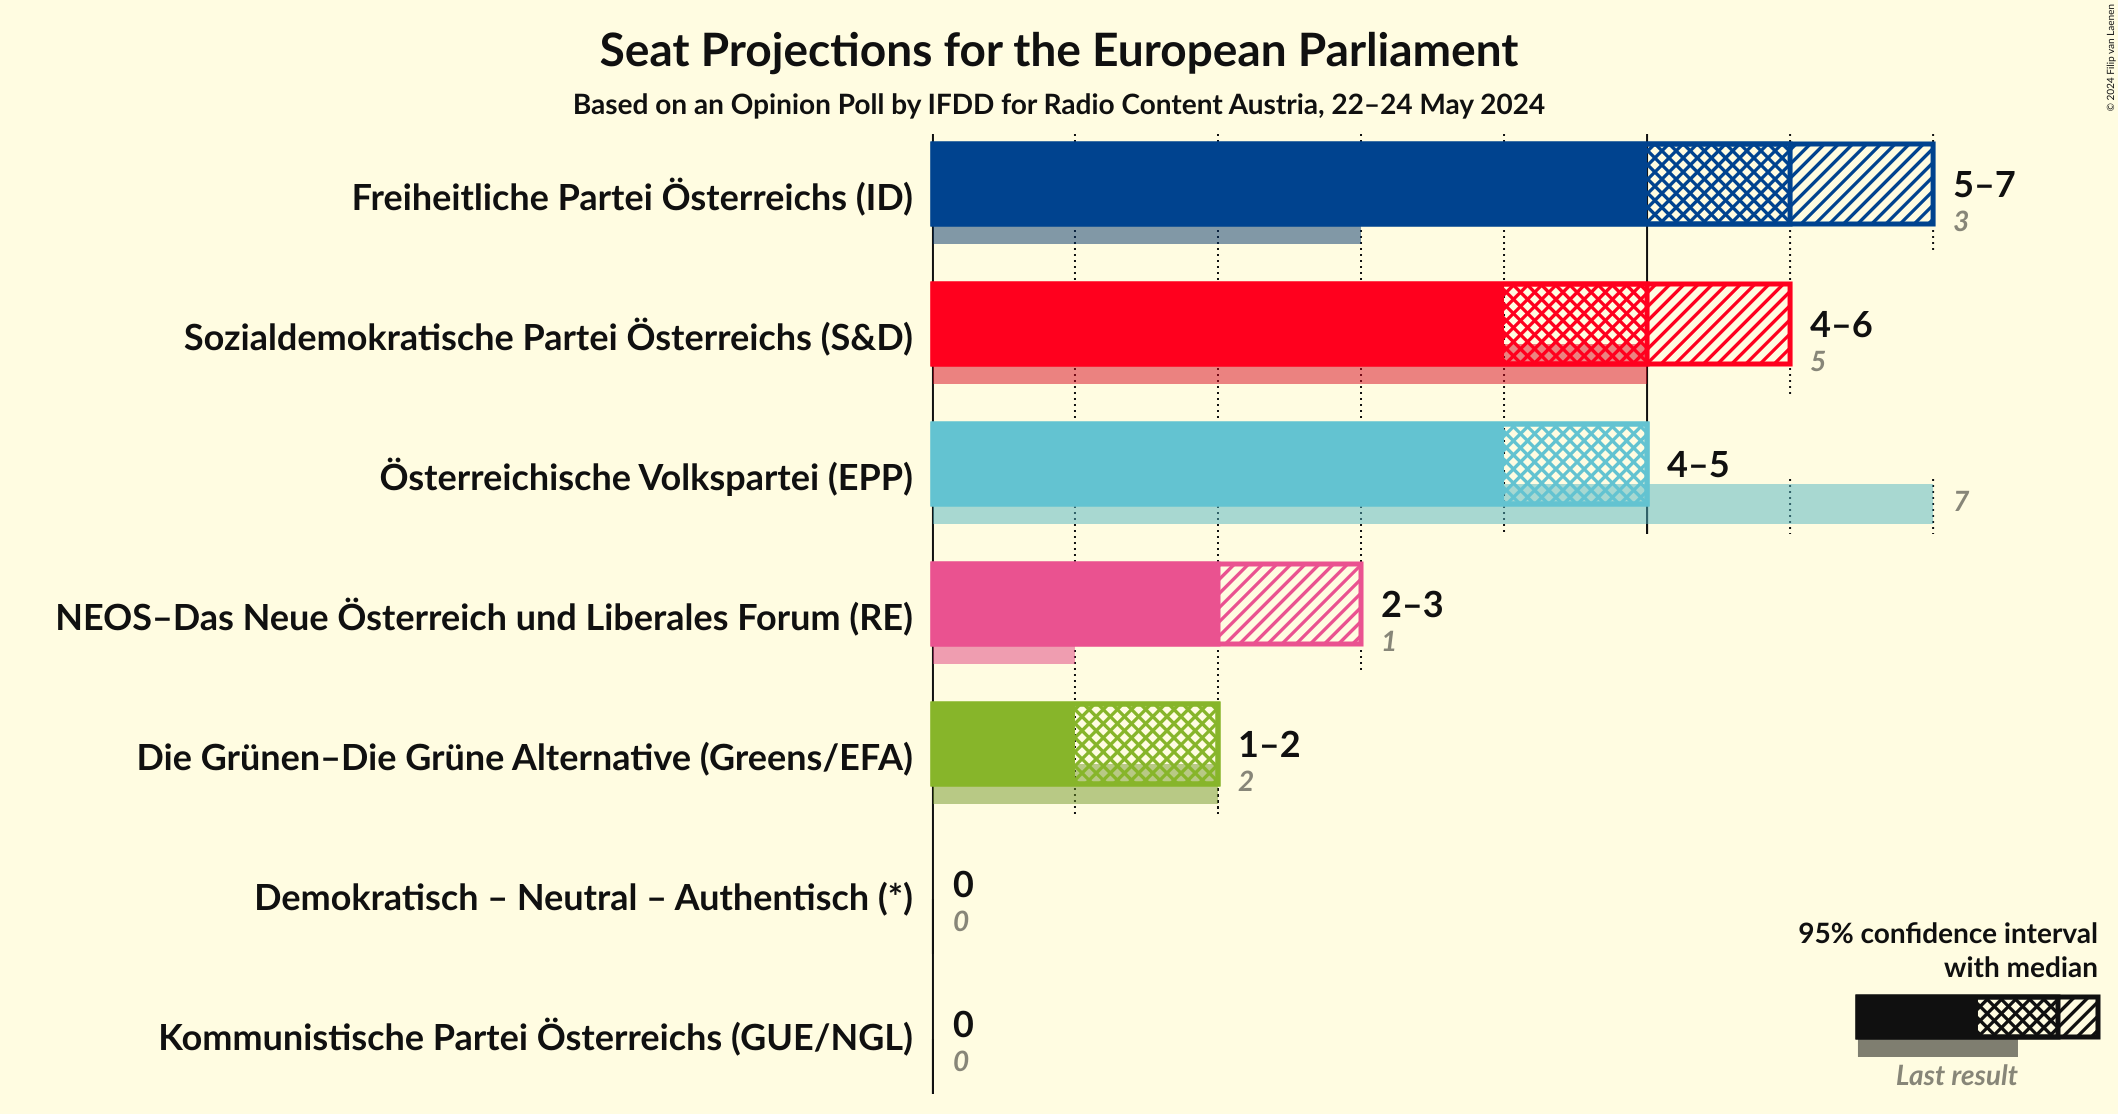 Seat Projections for the European Parliament
Based on an Opinion Poll by IFDD for Radio Content Austria, 22–24 May 2024
© 2024 Filip van Laenen
Freiheitliche Partei Österreichs (ID)
5–7
3
Sozialdemokratische Partei Österreichs (S&D)
4–6
5
Österreichische Volkspartei (EPP)
4–5
7
NEOS–Das Neue Österreich und Liberales Forum (RE)
2–3
1
Die Grünen–Die Grüne Alternative (Greens/EFA)
1–2
2
Demokratisch – Neutral – Authentisch (*)
0
0
Kommunistische Partei Österreichs (GUE/NGL)
0
0
95% confidence interval
with median
Last result